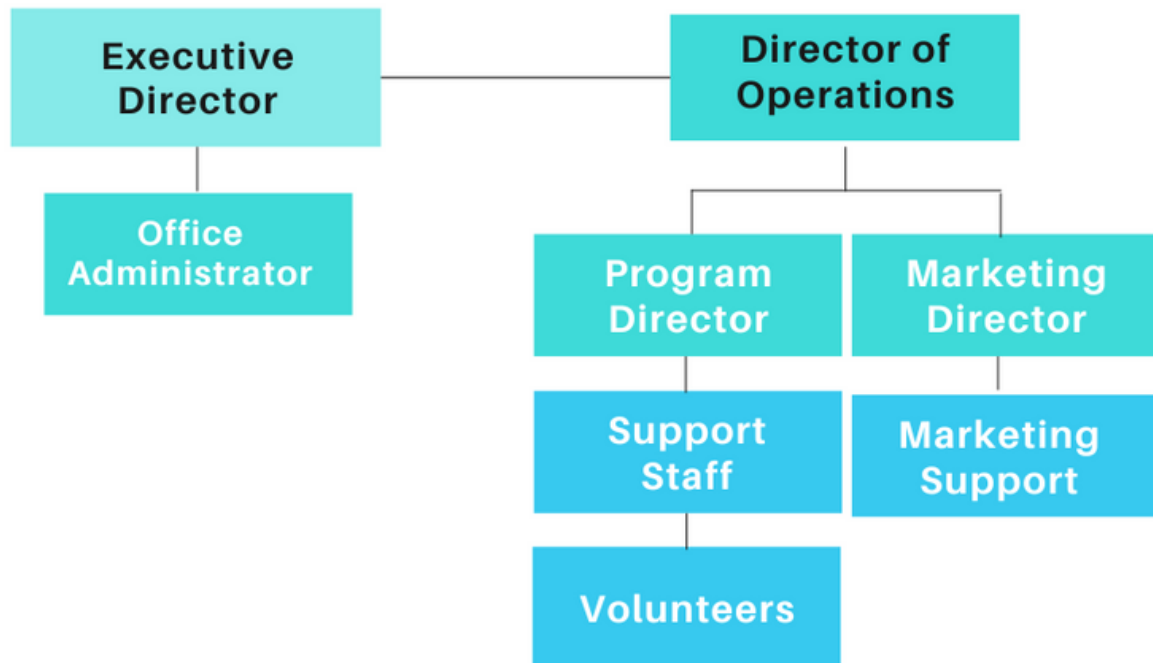 Executive
Director
Director of
Operations
Office
Administrator
Program
Director
Marketing
Director
Support
Staff
Marketing
Support
Volunteers